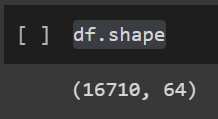 [ ] df.shape
(16710, 64)